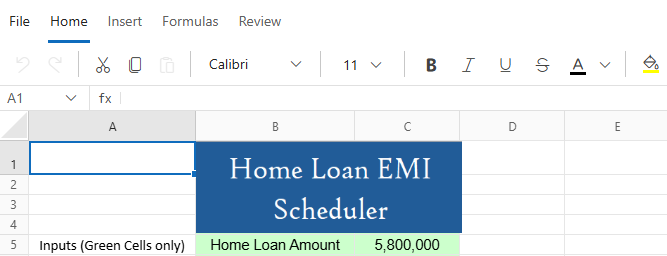 File Home Insert Formulas Review
Calibri 11 B I U S A
A1 fx
A B C D E
1 Home Loan EMI
Scheduler
2
3
4
5 Inputs (Green Cells only) Home Loan Amount 5,800,000